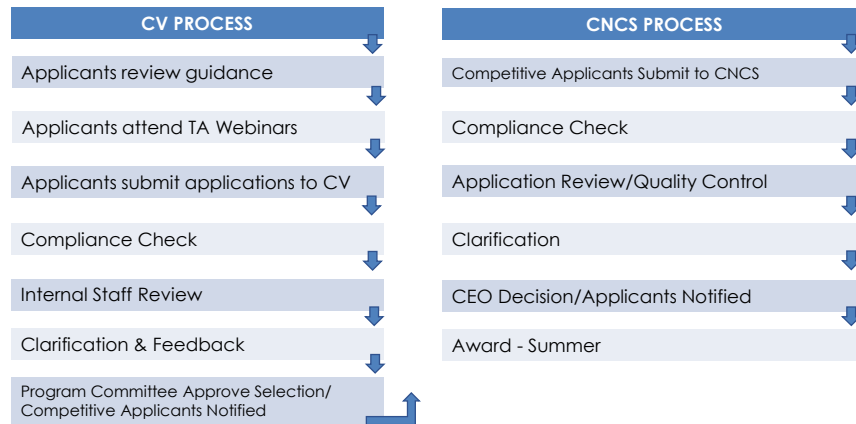 CV PROCESS
Applicants review guidance
Applicants attend TA Webinars
Applicants submit applications to CV
Compliance Check
Internal Staff Review
Clarification & Feedback
Program Committee Approve Selection/
Competitive Applicants Notified
CNCS PROCESS
Competitive Applicants Submit to CNCS
Compliance Check
Application Review/Quality Control
Clarification
CEO Decision/Applicants Notified
Award - Summer